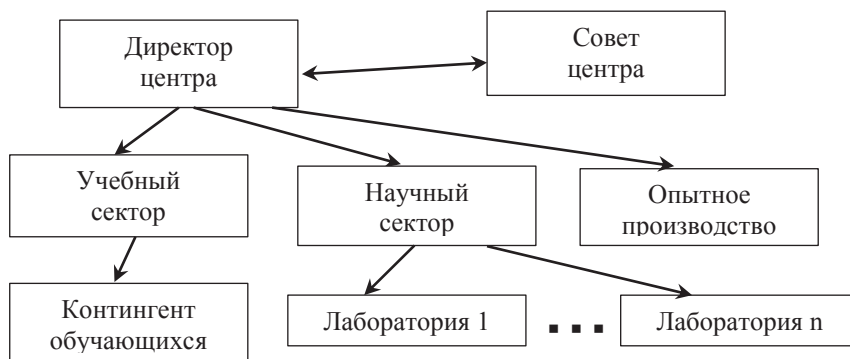 Директор
центра
Совет
центра
Учебный
сектор
Научный
сектор
Опытное
производство
Контингент
обучающихся
Лаборатория 1
Лаборатория n